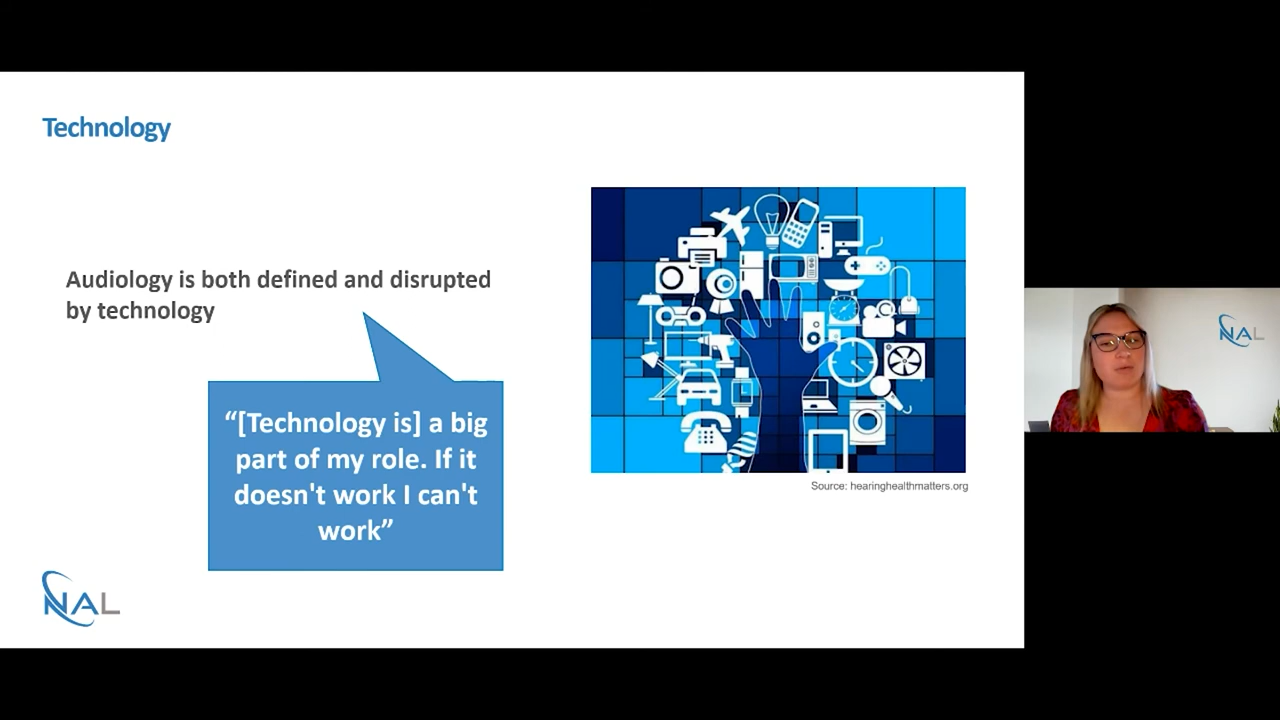 Technology
Audiology is both defined and disrupted
by technology
“[Technology is] a big
part of my role. If it
doesn't work I can't
work”
Source: hearinghealthmatters.org
NAL
NAL